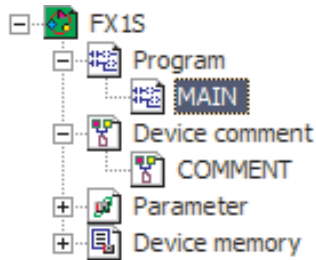 FX1S
Program
MAIN
Device comment
COMMENT
Parameter
Device memory